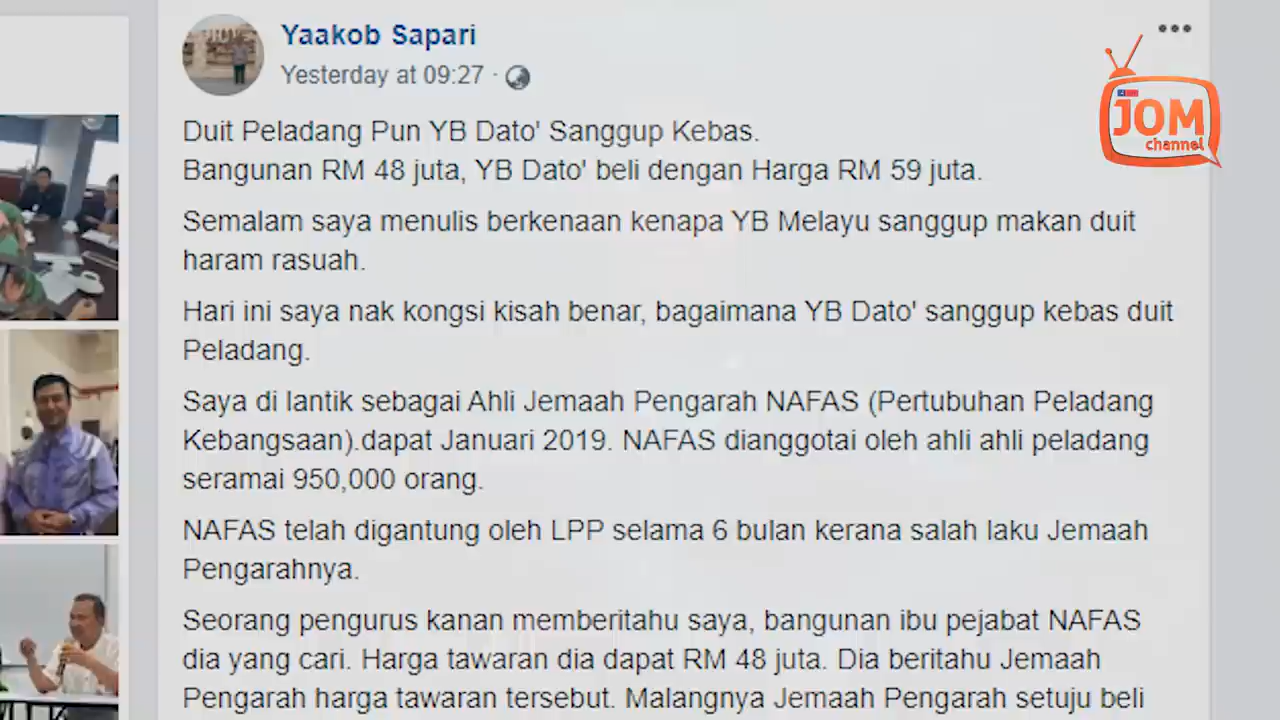 Yaakob Sapari
Yesterday at 09:27 ·
JOM
channel
Duit Peladang Pun YB Dato' Sanggup Kebas.
Bangunan RM 48 juta, YB Dato' beli dengan Harga RM 59 juta.
Semalam saya menulis berkenaan kenapa YB Melayu sanggup makan duit
haram rasuah.
Hari ini saya nak kongsi kisah benar, bagaimana YB Dato' sanggup kebas duit
Peladang.
Saya di lantik sebagai Ahli Jemaah Pengarah NAFAS (Pertubuhan Peladang
Kebangsaan).dapat Januari 2019. NAFAS dianggotai oleh ahli ahli peladang
seramai 950,000 orang.
NAFAS telah digantung oleh LPP selama 6 bulan kerana salah laku Jemaah
Pengarahnya.
Seorang pengurus kanan memberitahu saya, bangunan ibu pejabat NAFAS
dia yang cari. Harga tawaran dia dapat RM 48 juta. Dia beritahu Jemaah
Pengarah harga tawaran tersebut. Malangnya Jemaah Pengarah setuju beli